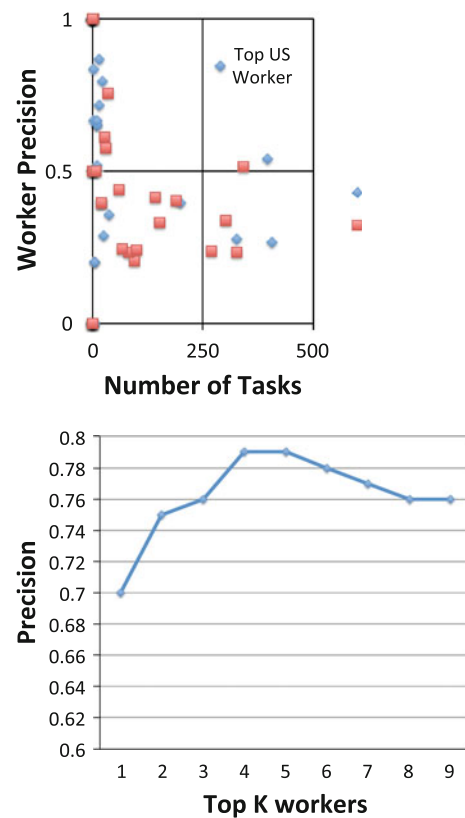 1
Top US
Worker
0.5
Worker Precision
0
0 250 500
Number of Tasks
0.8
0.78
0.76
0.74
0.72
0.7
0.68
0.66
0.64
0.62
0.6
Precision
1 2 3 4 5 6 7 8 9
Top K workers